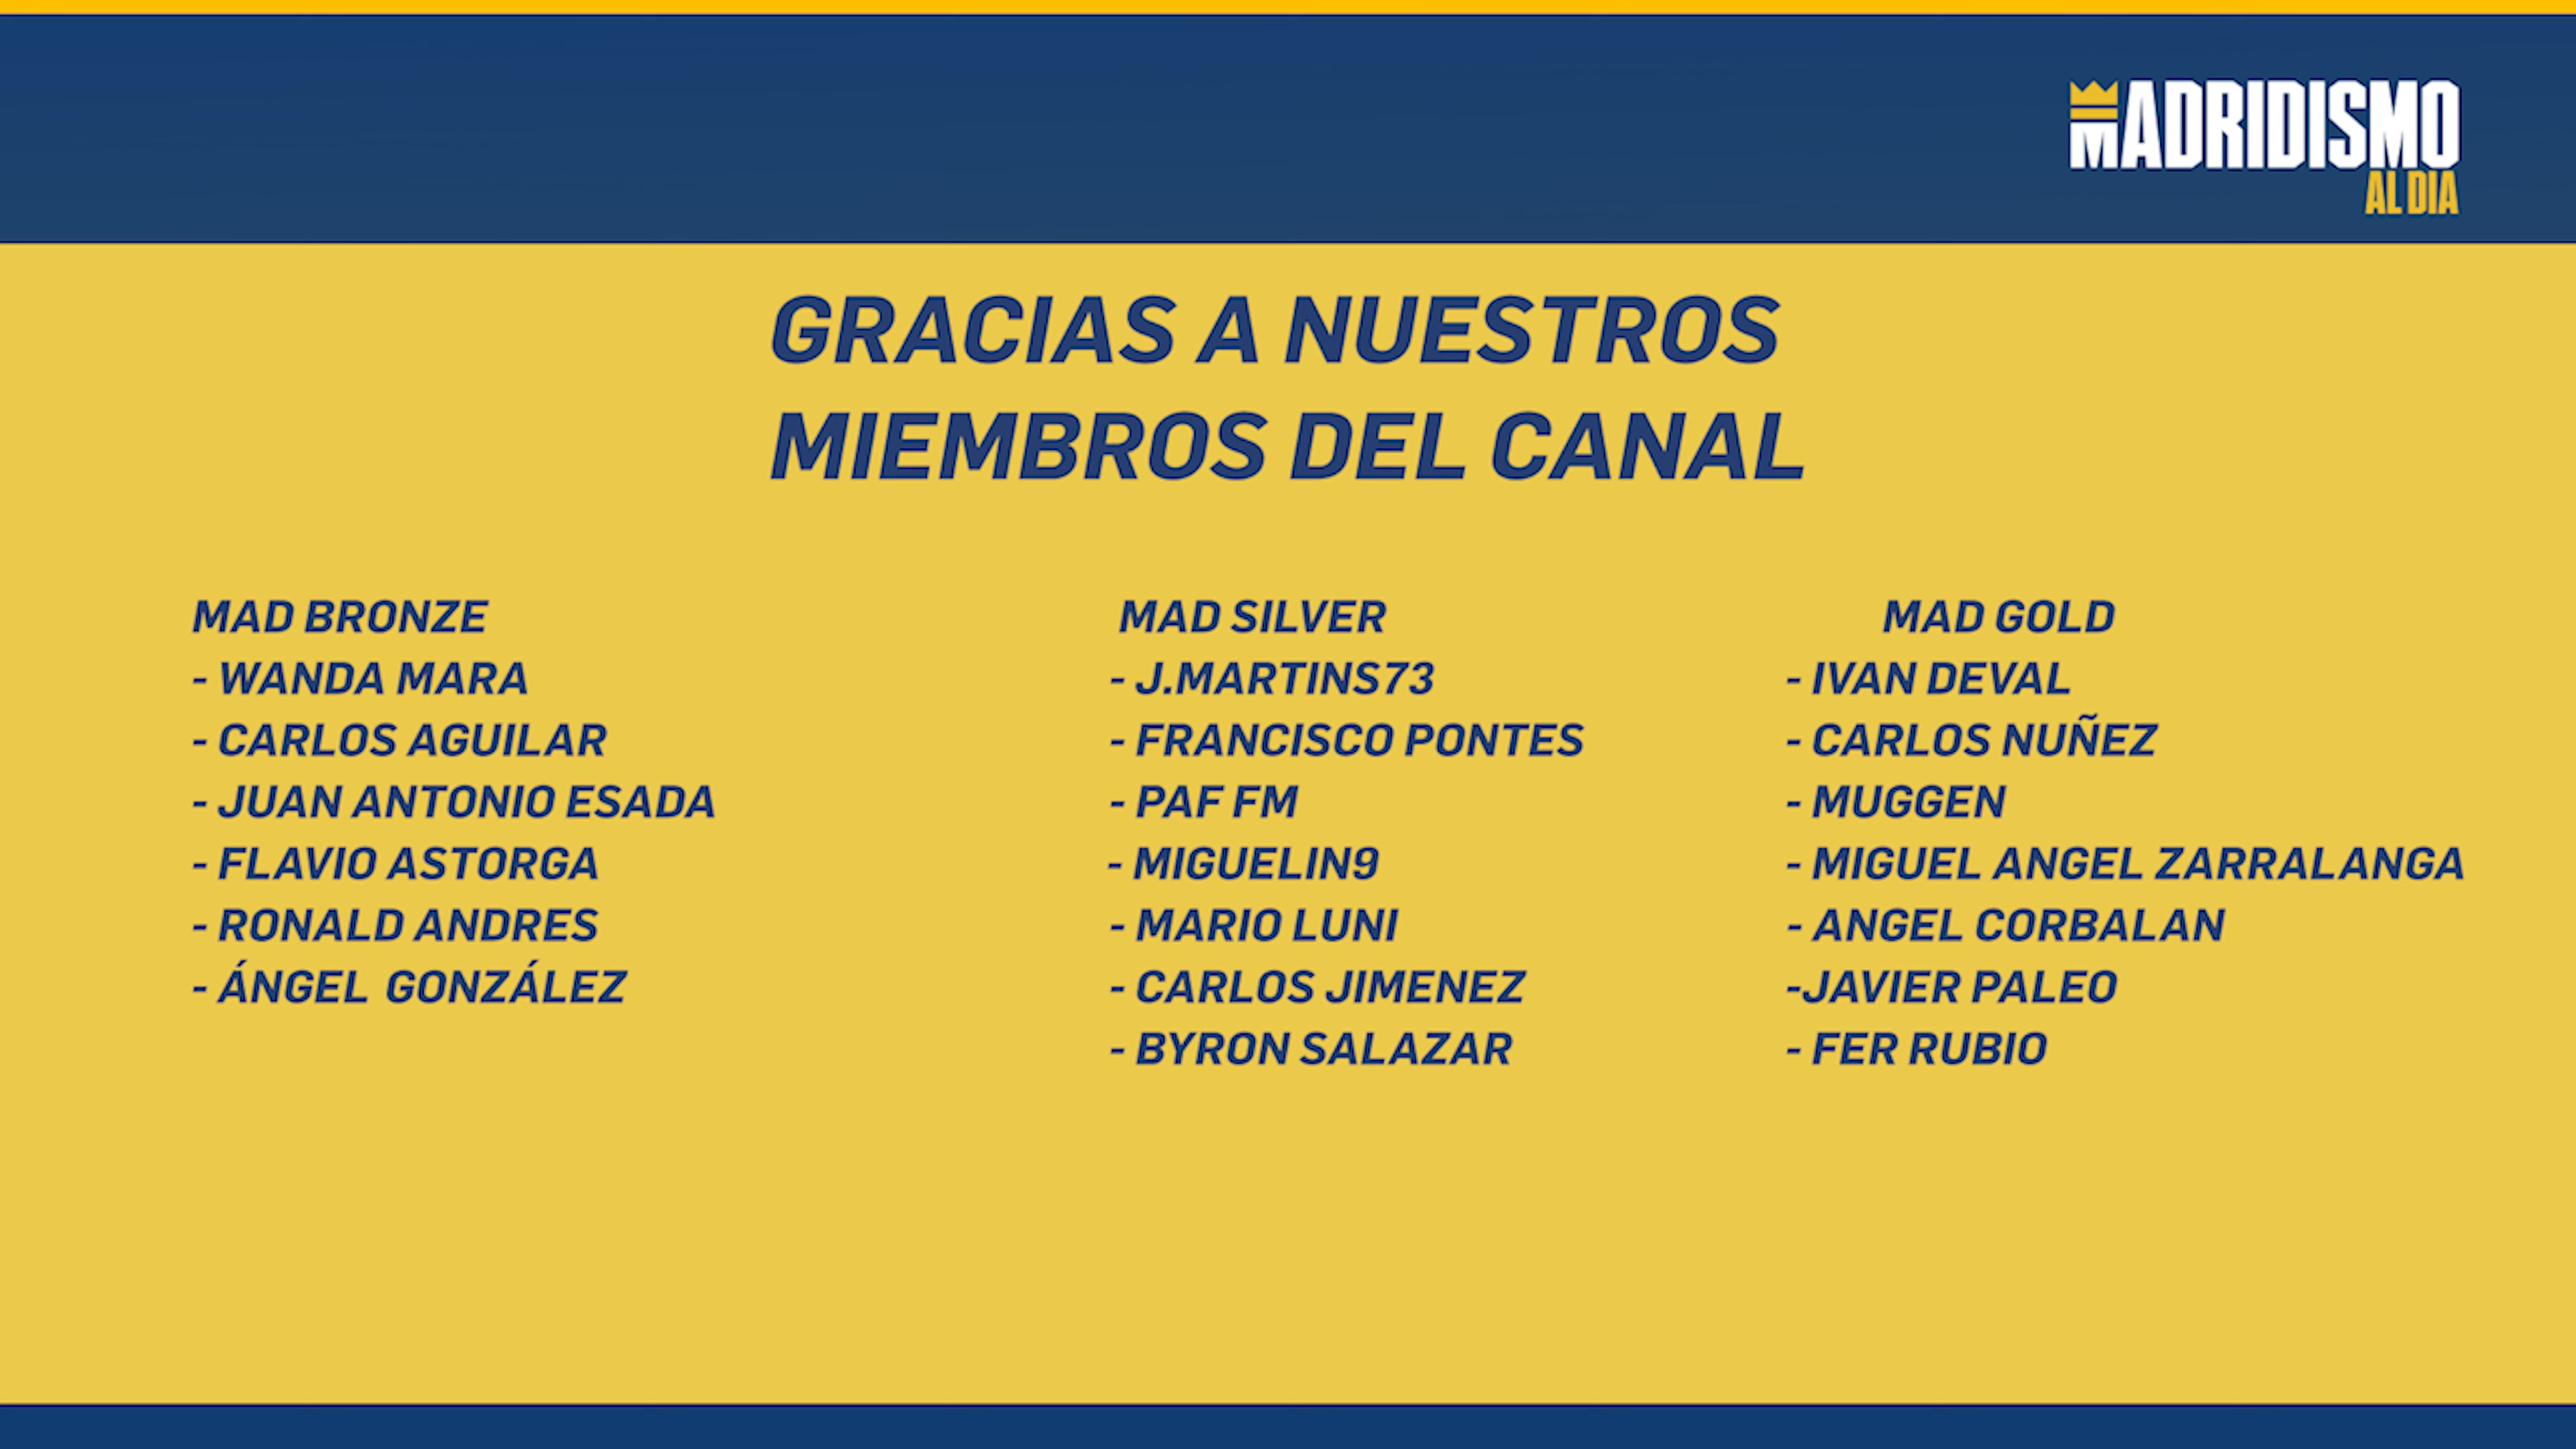 MADRIDISMO
AL DIA
GRACIAS A NUESTROS
MIEMBROS DEL CANAL
MAD BRONZE
- WANDA MARA
- CARLOS AGUILAR
- JUAN ANTONIO ESADA
- FLAVIO ASTORGA
- RONALD ANDRES
- ÁNGEL GONZÁLEZ
MAD SILVER
- J.MARTINS73
- FRANCISCO PONTES
- PAF FM
- MIGUELIN9
- MARIO LUNI
- CARLOS JIMENEZ
- BYRON SALAZAR
MAD GOLD
- IVAN DEVAL
- CARLOS NUÑEZ
- MUGGEN
- MIGUEL ANGEL ZARRALANGA
- ANGEL CORBALAN
-JAVIER PALEO
- FER RUBIO